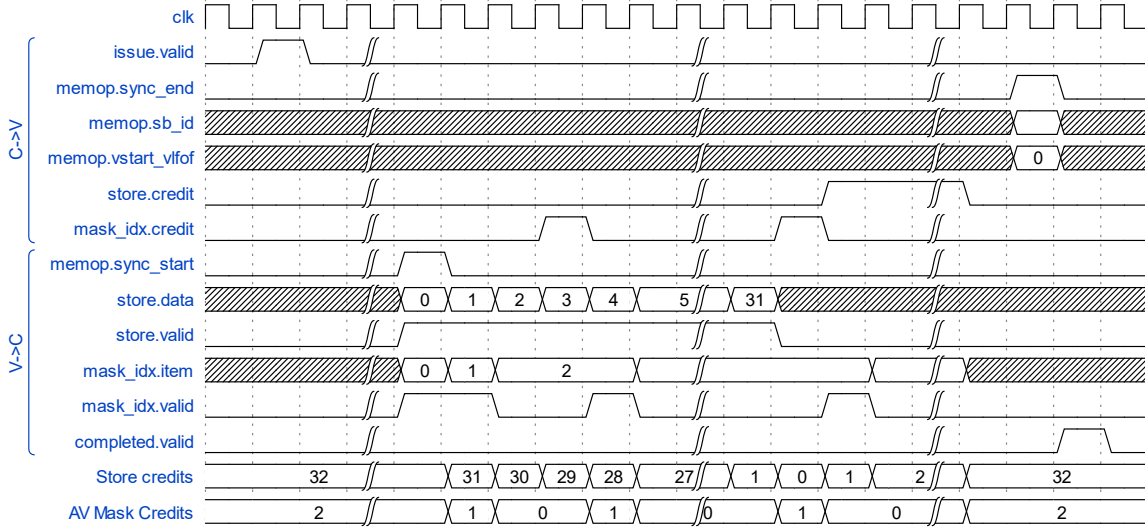 clk
C->V
issue.valid
memop.sync_end
memop.sb_id
memop.vstart_vlfof 0
store.credit
mask_idx.credit
V->C
memop.sync_start
store.data 0 1 2 3 4 5 31
store.valid
mask_idx.item 0 1 2
mask_idx.valid
completed.valid
Store credits 32 31 30 29 28 27 1 0 1 2 32
AV Mask Credits 2 1 0 1 0 1 0 2